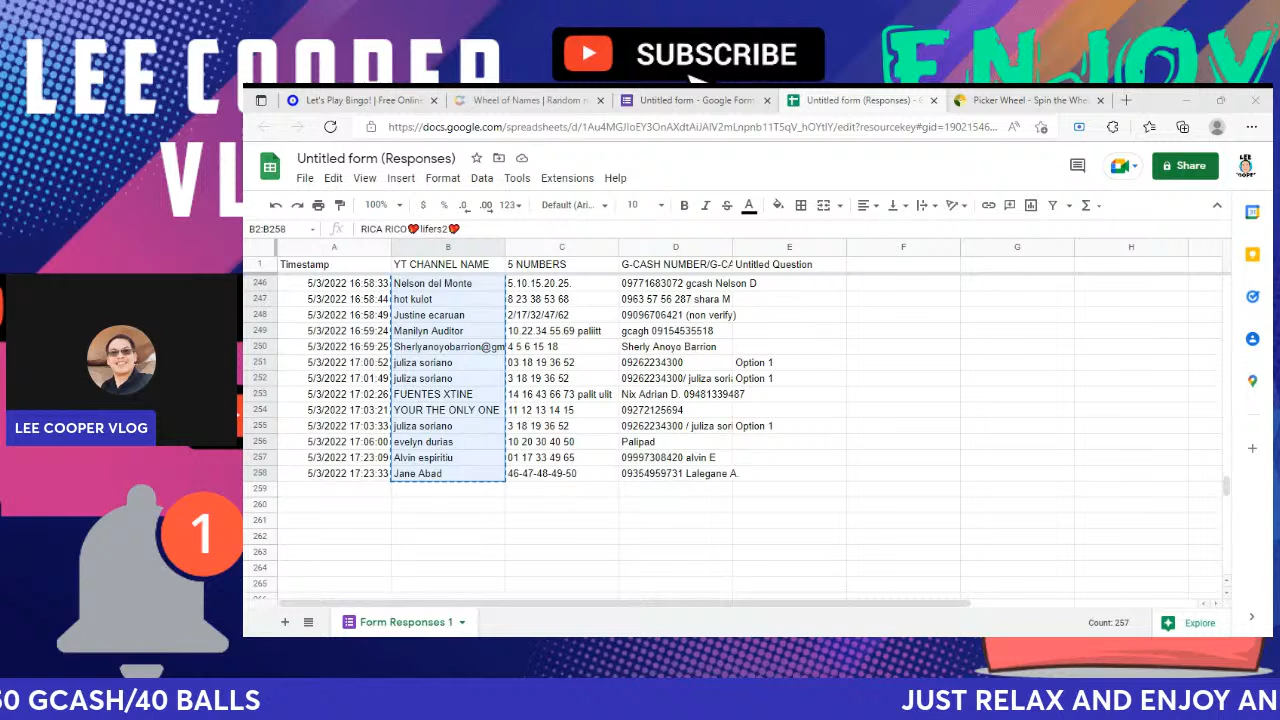 LEE COOPER
VL
SUBSCRIBE
ENJOY
Let's Play Bingo! | Free Online
Wheel of Names | Random n
Untitled form - Google Form
Untitled form (Responses) - G
Picker Wheel - Spin the Whe
Untitled form (Responses)
File Edit View Insert Format Data Tools Extensions Help
Share
100% $ % .0 .00 123 Default (Ari... 10 B I S A
B2:B258 fx RICA RICO❤️lifers2❤️
A B C D E F G H
1 Timestamp YT CHANNEL NAME 5 NUMBERS G-CASH NUMBER/G-CA Untitled Question
246 5/3/2022 16:58:33 Nelson del Monte 5.10.15.20.25. 09771683072 gcash Nelson D
247 5/3/2022 16:58:44 hot kulot 8 23 38 53 68 0963 57 56 287 shara M
248 5/3/2022 16:58:49 Justine ecaruan 2/17/32/47/62 09096706421 (non verify)
249 5/3/2022 16:59:24 Manilyn Auditor 10.22 34 55.69 paliitt gcagh 09154535518
250 5/3/2022 16:59:25 Sherlyanoyobarrion@gm 4 5 6 15 18 Sherly Anoyo Barrion
251 5/3/2022 17:00:52 juliza soriano 03 18 19 36 52 09262234300 Option 1
252 5/3/2022 17:01:49 juliza soriano 3 18 19 36 52 09262234300/ juliza sori Option 1
253 5/3/2022 17:02:26 FUENTES XTINE 14 16 43 66 73 palit ulit Nix Adrian D. 09481339487
254 5/3/2022 17:03:21 YOUR THE ONLY ONE 11 12 13 14 15 09272125694
255 5/3/2022 17:03:33 juliza soriano 3 18 19 36 52 09262234300 / juliza sor Option 1
256 5/3/2022 17:06:00 evelyn durias 10 20 30 40 50 Palipad
257 5/3/2022 17:23:09 Alvin espiritiu 01 17 33 49 65 09997308420 alvin E
258 5/3/2022 17:23:33 Jane Abad 46-47-48-49-50 09354959731 Lalegane A.
259
260
261
262
263
264
265
Form Responses 1
Count: 257
Explore
LEE COOPER VLOG
1
50 GCASH/40 BALLS
JUST RELAX AND ENJOY AN